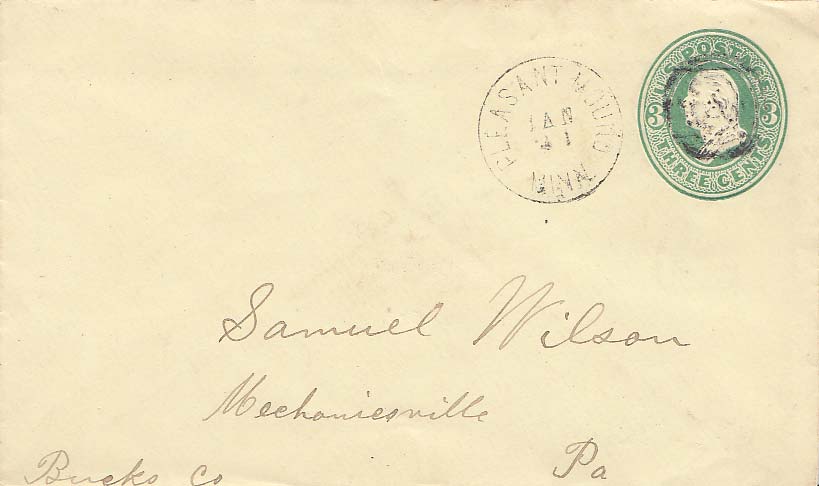 PLEASANT MOUND
JAN
MINN
U.S. POSTAGE
3 3
THREE CENTS
Samuel Wilson
Mechanicsville
Bucks Co Pa